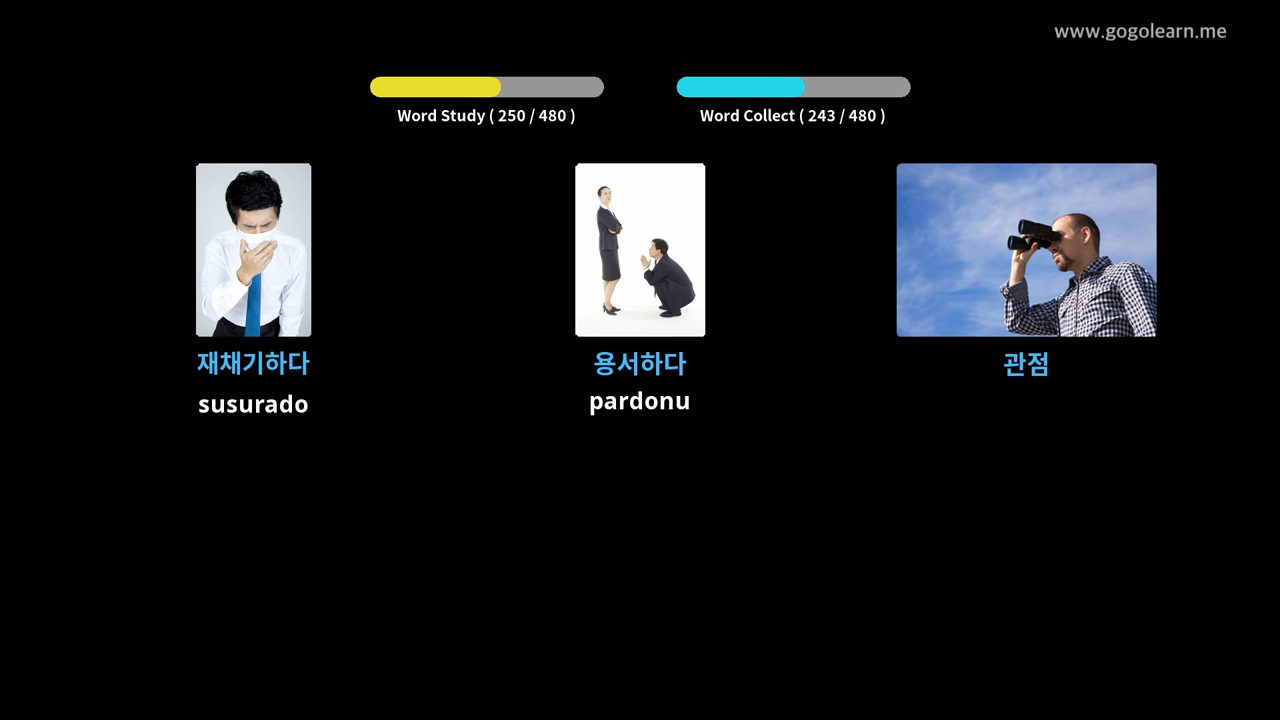 www.gogolearn.me
Word Study ( 250 / 480 )
Word Collect ( 243 / 480 )
재채기하다
susurado
용서하다
pardonu
관점